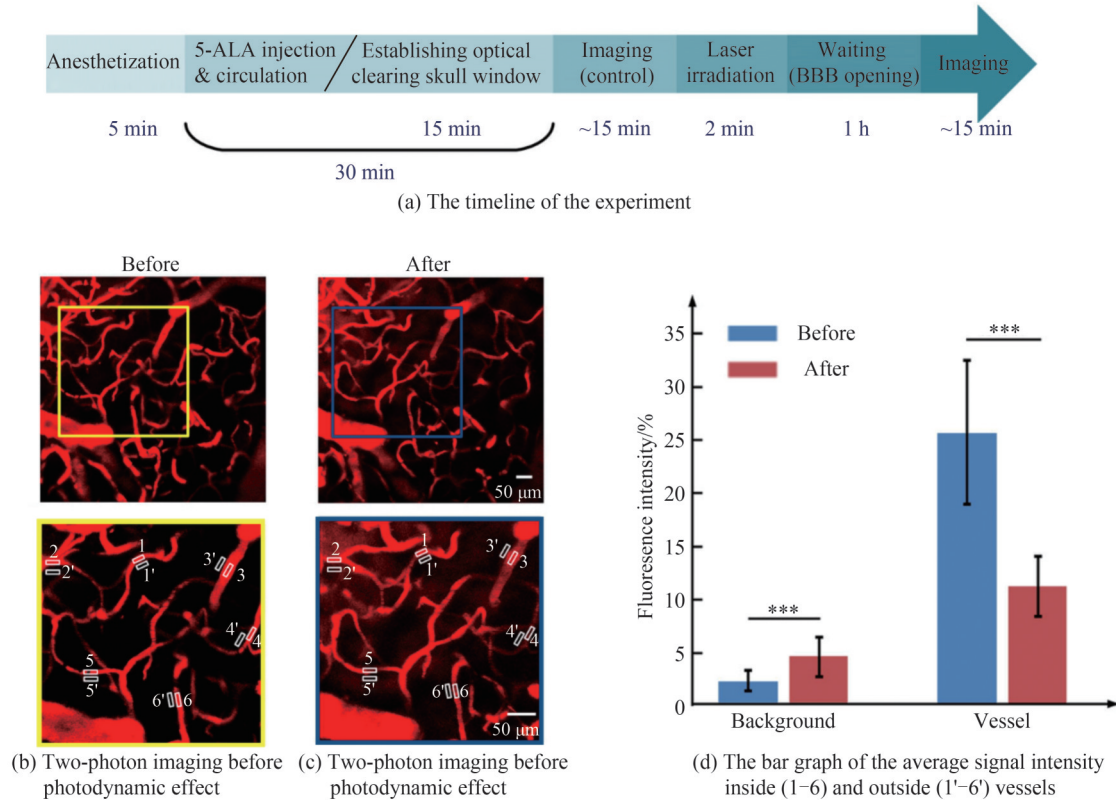 Anesthetization
5-ALA injection
& circulation
Establishing optical
clearing skull window
Imaging
(control)
Laser
irradiation
Waiting
(BBB opening)
Imaging
5 min
15 min
~15 min
2 min
1 h
~15 min
30 min
(a) The timeline of the experiment
Before
After
50 μm
1
1'
2
2'
3'
3
4'
4
5
5'
6'
6
1
1'
2
2'
3'
3
4'
4
5
5'
6'
6
50 μm
(b) Two-photon imaging before
photodynamic effect
(c) Two-photon imaging before
photodynamic effect
Fluoresence intensity/%
35
30
25
20
15
10
5
0
Before
After
***
***
Background
Vessel
(d) The bar graph of the average signal intensity
inside (1−6) and outside (1'−6') vessels